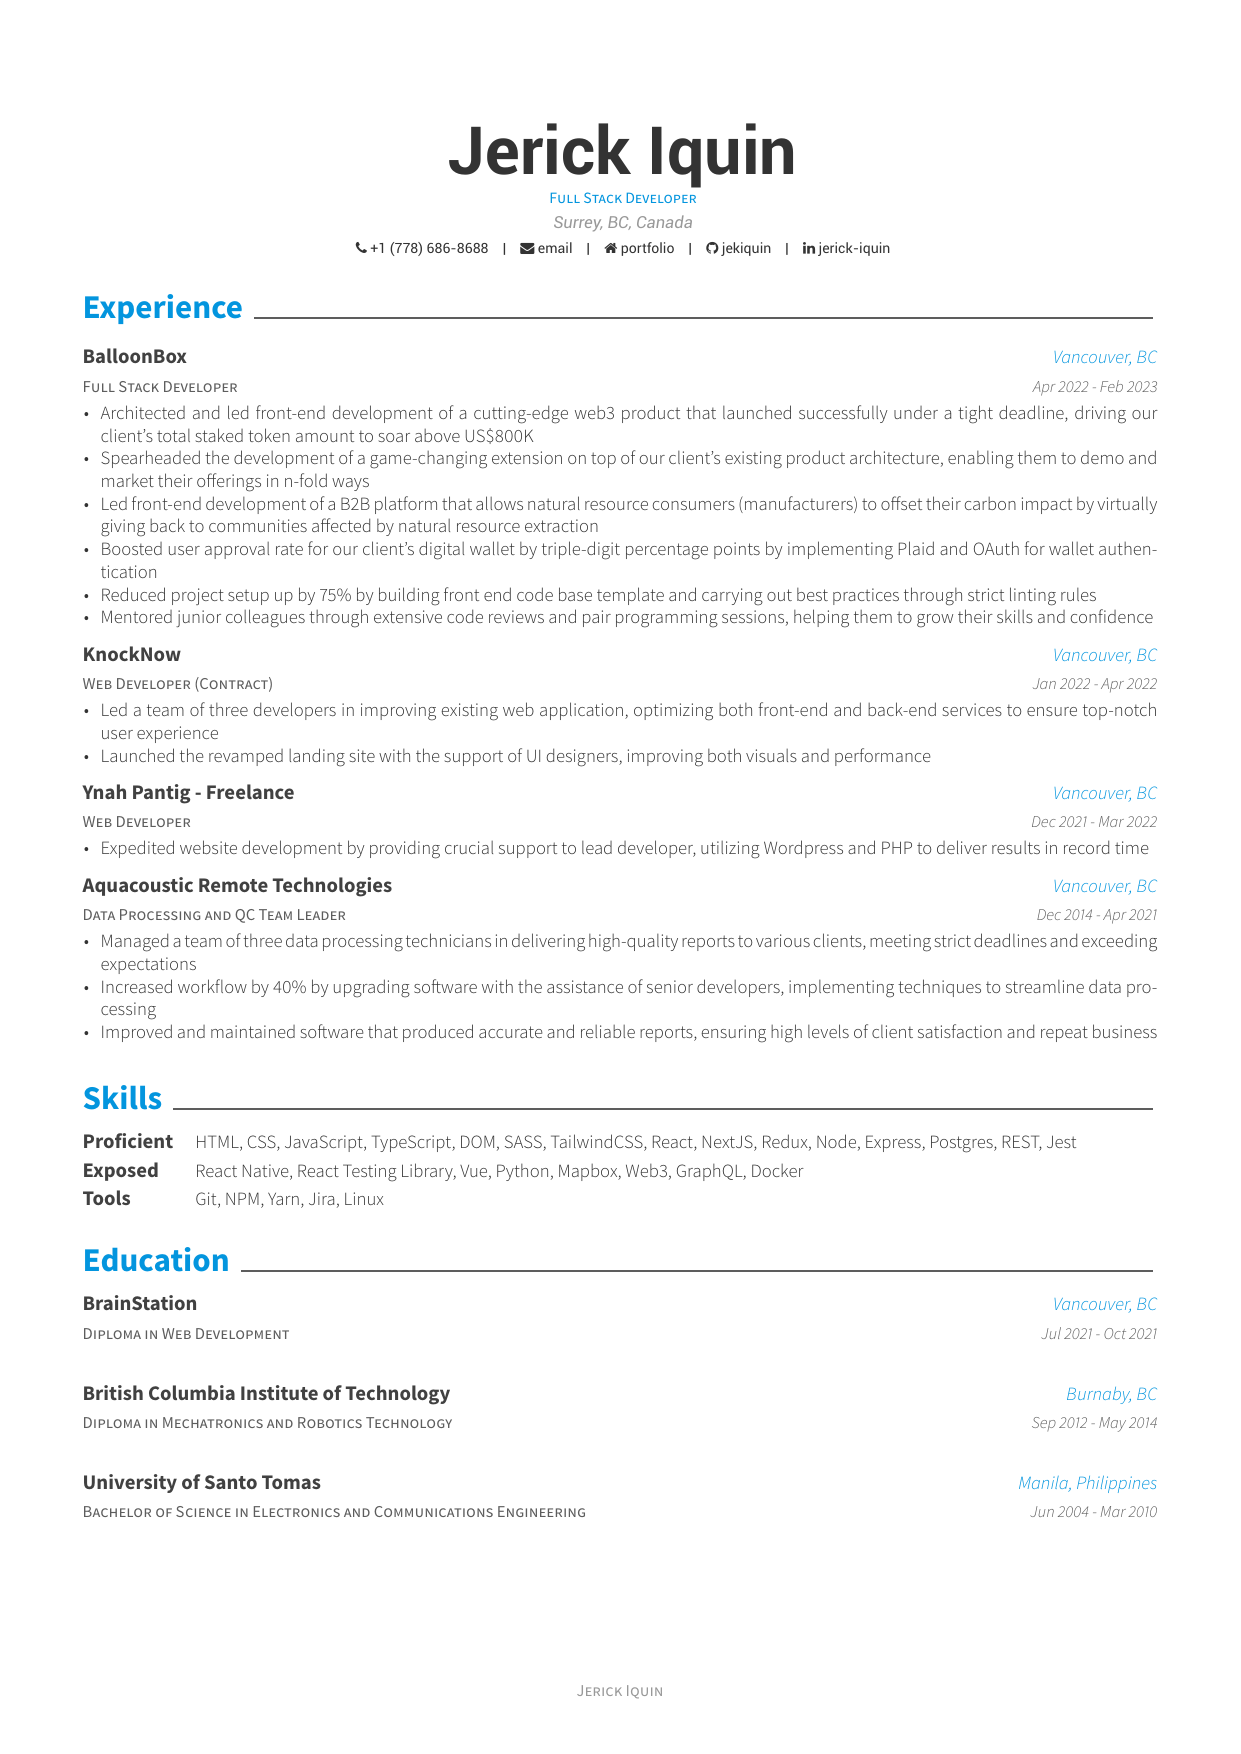 Jerick Iquin
Full Stack Developer
Surrey, BC, Canada
+1 (778) 686-8688 | email | portfolio | jekiquin | jerick-iquin
Experience
BalloonBox Vancouver, BC
Full Stack Developer Apr 2022 - Feb 2023
• Architected and led front-end development of a cutting-edge web3 product that launched successfully under a tight deadline, driving our
client’s total staked token amount to soar above US$800K
• Spearheaded the development of a game-changing extension on top of our client’s existing product architecture, enabling them to demo and
market their offerings in n-fold ways
• Led front-end development of a B2B platform that allows natural resource consumers (manufacturers) to offset their carbon impact by virtually
giving back to communities affected by natural resource extraction
• Boosted user approval rate for our client’s digital wallet by triple-digit percentage points by implementing Plaid and OAuth for wallet authen-
tication
• Reduced project setup up by 75% by building front end code base template and carrying out best practices through strict linting rules
• Mentored junior colleagues through extensive code reviews and pair programming sessions, helping them to grow their skills and confidence
KnockNow Vancouver, BC
Web Developer (Contract) Jan 2022 - Apr 2022
• Led a team of three developers in improving existing web application, optimizing both front-end and back-end services to ensure top-notch
user experience
• Launched the revamped landing site with the support of UI designers, improving both visuals and performance
Ynah Pantig - Freelance Vancouver, BC
Web Developer Dec 2021 - Mar 2022
• Expedited website development by providing crucial support to lead developer, utilizing Wordpress and PHP to deliver results in record time
Aquacoustic Remote Technologies Vancouver, BC
Data Processing and QC Team Leader Dec 2014 - Apr 2021
• Managed a team of three data processing technicians in delivering high-quality reports to various clients, meeting strict deadlines and exceeding
expectations
• Increased workflow by 40% by upgrading software with the assistance of senior developers, implementing techniques to streamline data pro-
cessing
• Improved and maintained software that produced accurate and reliable reports, ensuring high levels of client satisfaction and repeat business
Skills
Proficient HTML, CSS, JavaScript, TypeScript, DOM, SASS, TailwindCSS, React, NextJS, Redux, Node, Express, Postgres, REST, Jest
Exposed React Native, React Testing Library, Vue, Python, Mapbox, Web3, GraphQL, Docker
Tools Git, NPM, Yarn, Jira, Linux
Education
BrainStation Vancouver, BC
Diploma in Web Development Jul 2021 - Oct 2021
British Columbia Institute of Technology Burnaby, BC
Diploma in Mechatronics and Robotics Technology Sep 2012 - May 2014
University of Santo Tomas Manila, Philippines
Bachelor of Science in Electronics and Communications Engineering Jun 2004 - Mar 2010
Jerick Iquin